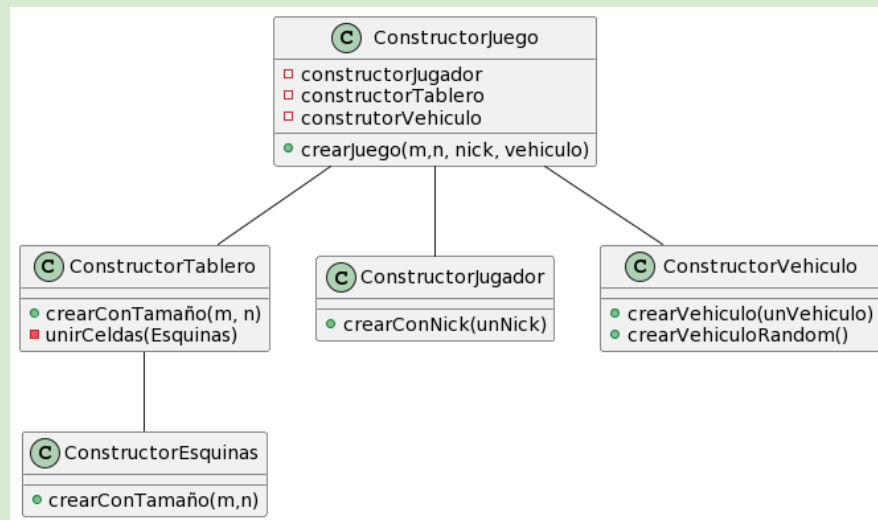 C ConstructorJuego
constructorJugador
constructorTablero
construtorVehiculo
crearJuego(m,n, nick, vehiculo)
C ConstructorTablero
crearConTamaño(m, n)
unirCeldas(Esquinas)
C ConstructorJugador
crearConNick(unNick)
C ConstructorVehiculo
crearVehiculo(unVehiculo)
crearVehiculoRandom()
C ConstructorEsquinas
crearConTamaño(m,n)